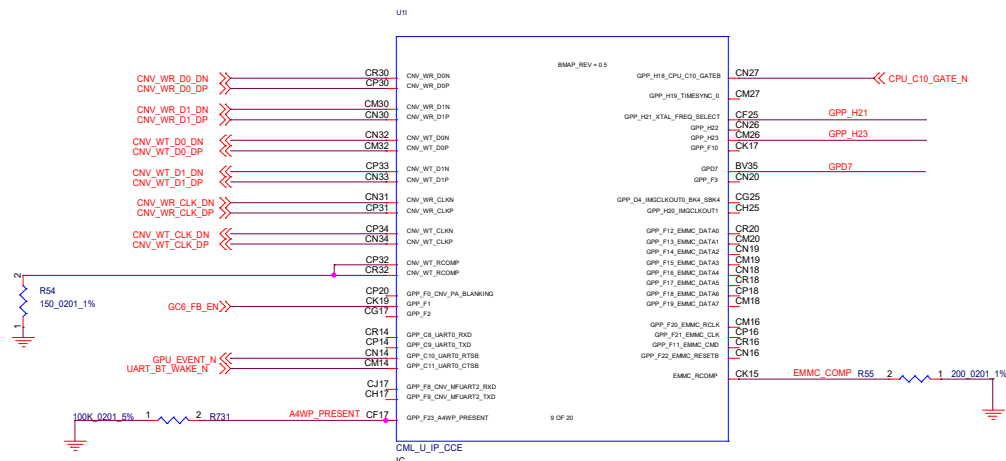 U1I
BMAP_REV = 0.5
CNV_WR_D0_DN CR30 CNV_WR_D0N
CNV_WR_D0_DP CP30 CNV_WR_D0P
CNV_WR_D1_DN CM30 CNV_WR_D1N
CNV_WR_D1_DP CN30 CNV_WR_D1P
CNV_WT_D0_DN CN32 CNV_WT_D0N
CNV_WT_D0_DP CM32 CNV_WT_D0P
CNV_WT_D1_DN CP33 CNV_WT_D1N
CNV_WT_D1_DP CN33 CNV_WT_D1P
CNV_WR_CLK_DN CN31 CNV_WR_CLKN
CNV_WR_CLK_DP CP31 CNV_WR_CLKP
CNV_WT_CLK_DN CP34 CNV_WT_CLKN
CNV_WT_CLK_DP CN34 CNV_WT_CLKP
CP32 CNV_WT_RCOMP
2 CR32 CNV_WT_RCOMP
R54
150_0201_1%
1
CP20 GPP_F0_CNV_PA_BLANKING
GC6_FB_EN CK19 GPP_F1
CG17 GPP_F2
CR14 GPP_C8_UART0_RXD
CP14 GPP_C9_UART0_TXD
GPU_EVENT_N CN14 GPP_C10_UART0_RTSB
UART_BT_WAKE_N CM14 GPP_C11_UART0_CTSB
CJ17 GPP_F8_CNV_MFUART2_RXD
CH17 GPP_F9_CNV_MFUART2_TXD
100K_0201_5% 1 2 R731 A4WP_PRESENT CF17 GPP_F23_A4WP_PRESENT
9 OF 20
GPP_H18_CPU_C10_GATEB CN27 CPU_C10_GATE_N
GPP_H19_TIMESYNC_0 CM27
GPP_H21_XTAL_FREQ_SELECT CF25 GPP_H21
GPP_H22 CN26
GPP_H23 CM26 GPP_H23
GPP_F10 CK17
GPD7 BV35 GPD7
GPP_F3 CN20
GPP_D4_IMGCLKOUT0_BK4_SBK4 CG25
GPP_H20_IMGCLKOUT1 CH25
GPP_F12_EMMC_DATA0 CR20
GPP_F13_EMMC_DATA1 CM20
GPP_F14_EMMC_DATA2 CN19
GPP_F15_EMMC_DATA3 CM19
GPP_F16_EMMC_DATA4 CN18
GPP_F17_EMMC_DATA5 CR18
GPP_F18_EMMC_DATA6 CP18
GPP_F19_EMMC_DATA7 CM18
GPP_F20_EMMC_RCLK CM16
GPP_F21_EMMC_CLK CP16
GPP_F11_EMMC_CMD CR16
GPP_F22_EMMC_RESETB CN16
EMMC_RCOMP CK15 EMMC_COMP R55 2 1 200_0201_1%
CML_U_IP_CCE
IC